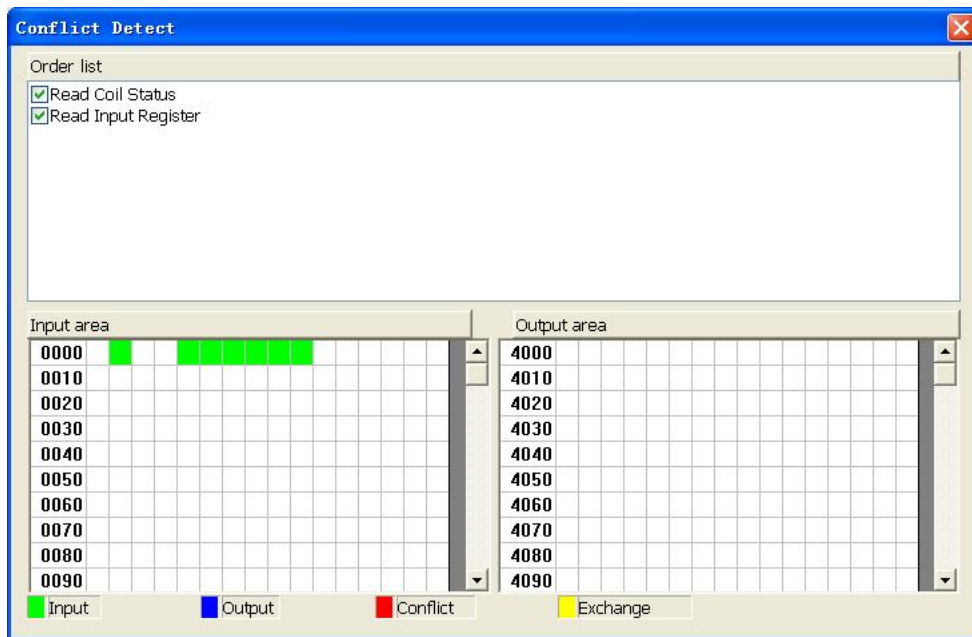 Conflict Detect
Order list
Read Coil Status
Read Input Register
Input area
0000
0010
0020
0030
0040
0050
0060
0070
0080
0090
Output area
4000
4010
4020
4030
4040
4050
4060
4070
4080
4090
Input
Output
Conflict
Exchange